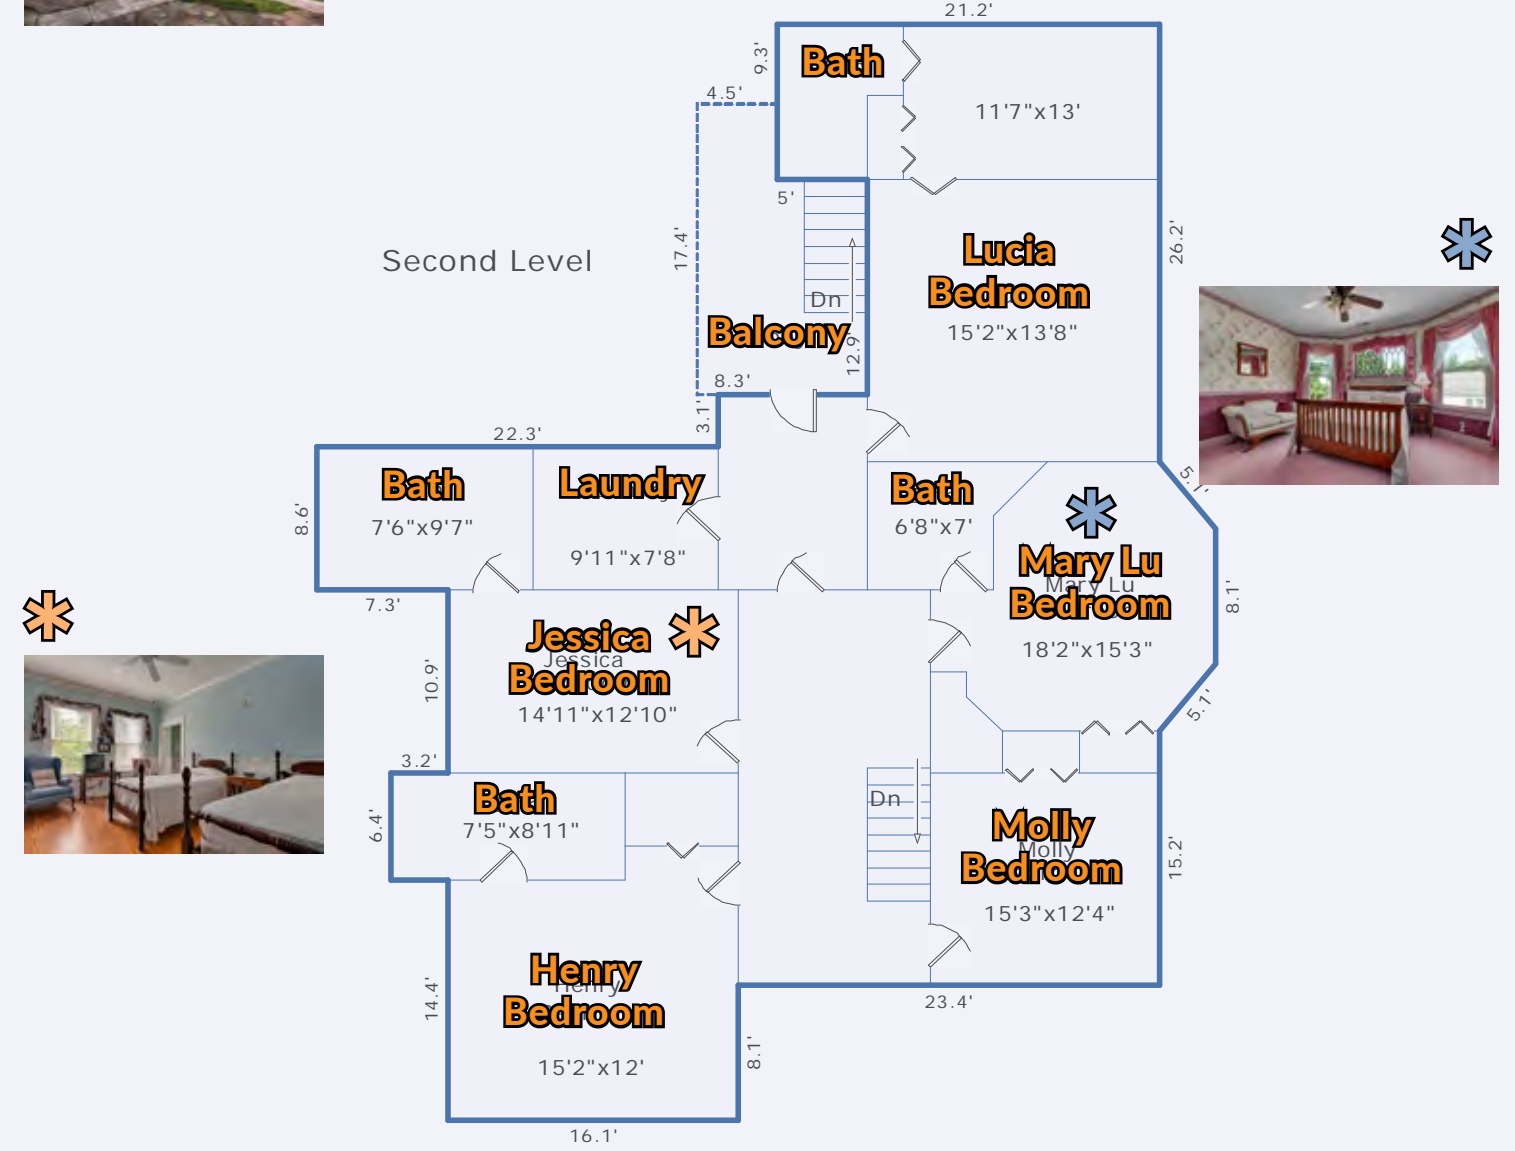 21.2'
9.3'
Bath
4.5'
11'7"x13'
5'
17.4'
26.2'
Second Level
Lucia
Bedroom
15'2"x13'8"
Dn
Balcony
12.9'
8.3'
3.1'
22.3'
Bath
7'6"x9'7"
8.6'
Laundry
9'11"x7'8"
Bath
6'8"x7'
5.1'
Mary Lu
Mary Lu
Bedroom
18'2"x15'3"
8.1'
5.1'
7.3'
Jessica
Jessica
Bedroom
14'11"x12'10"
10.9'
3.2'
Bath
7'5"x8'11"
6.4'
Dn
Molly
Molly
Bedroom
15'3"x12'4"
15.2'
Henry
Henry
Bedroom
15'2"x12'
14.4'
23.4'
8.1'
16.1'